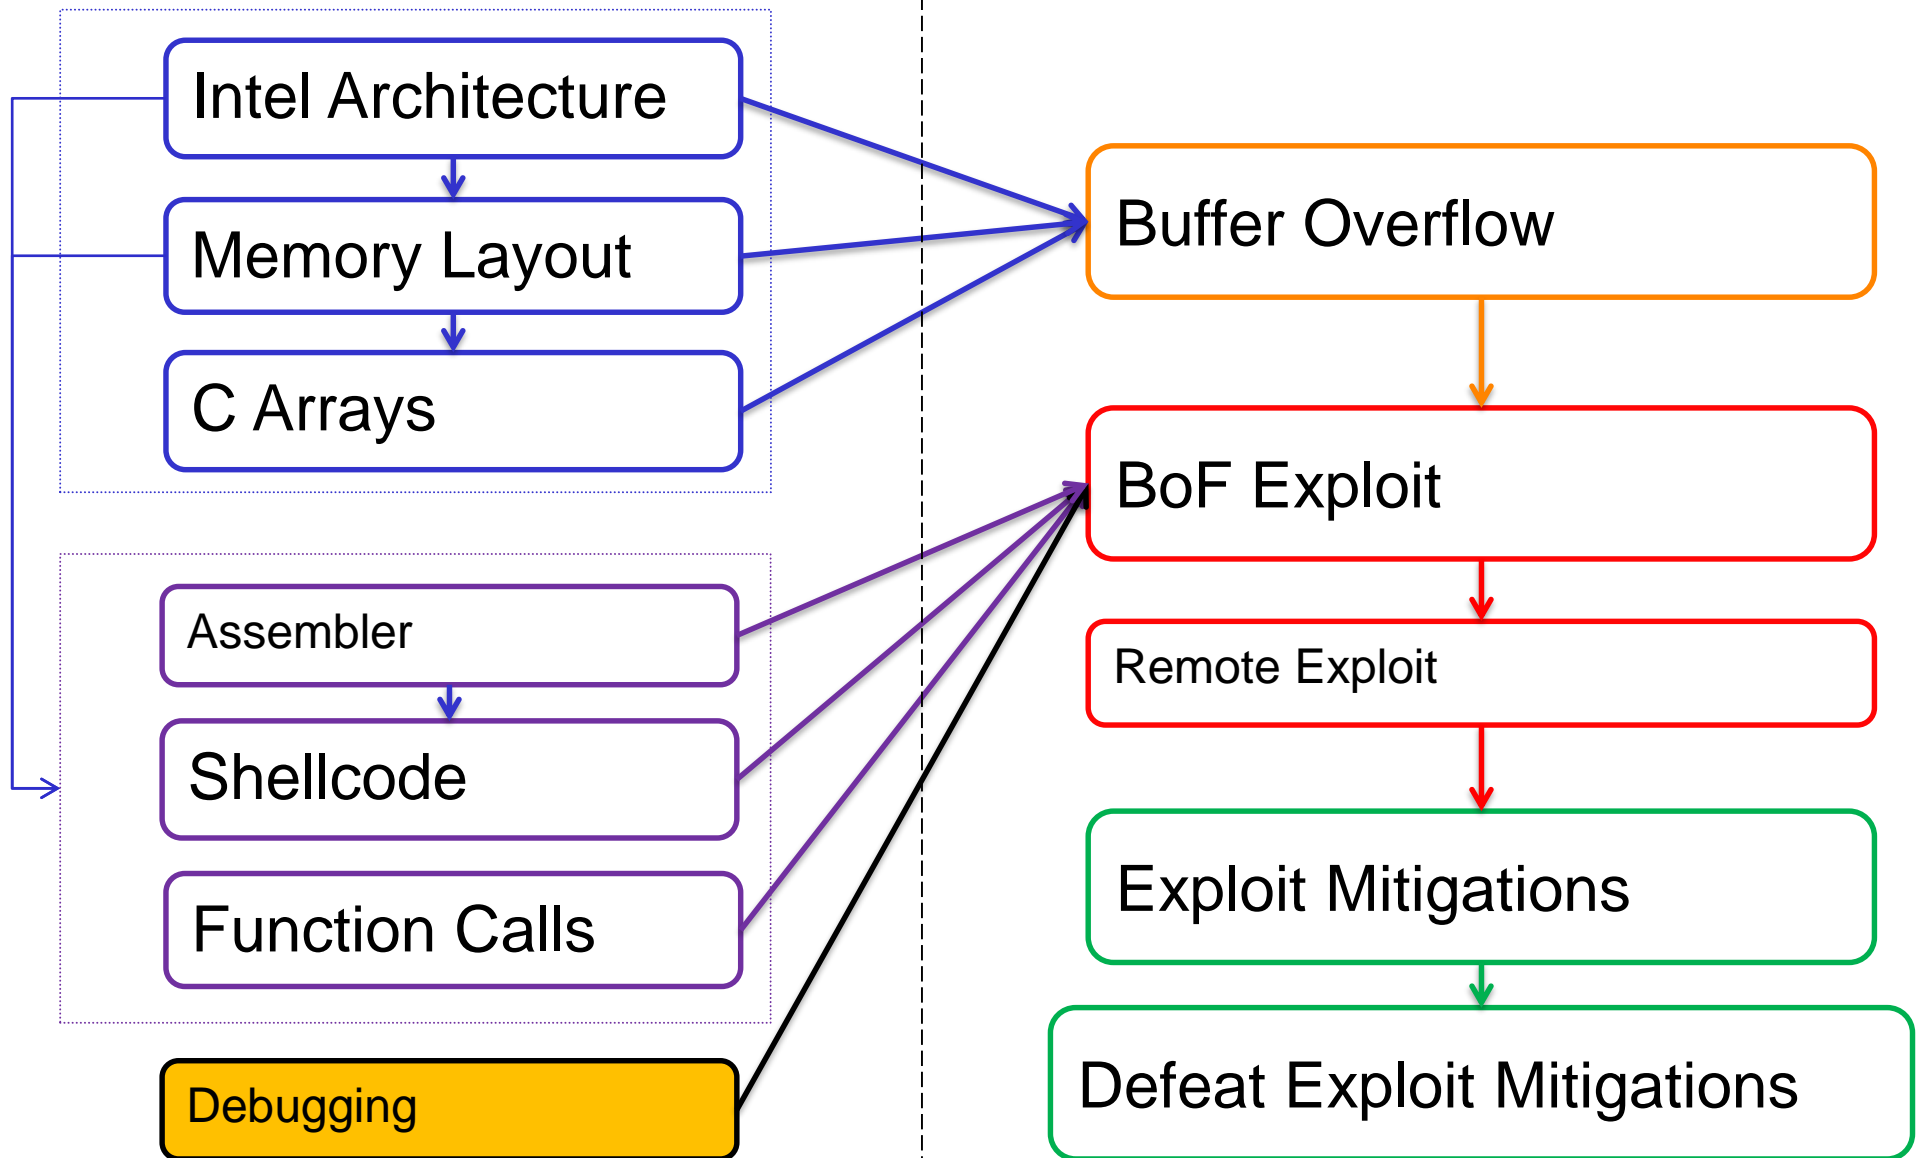 Intel Architecture
Memory Layout
C Arrays
Assembler
Shellcode
Function Calls
Debugging
Buffer Overflow
BoF Exploit
Remote Exploit
Exploit Mitigations
Defeat Exploit Mitigations